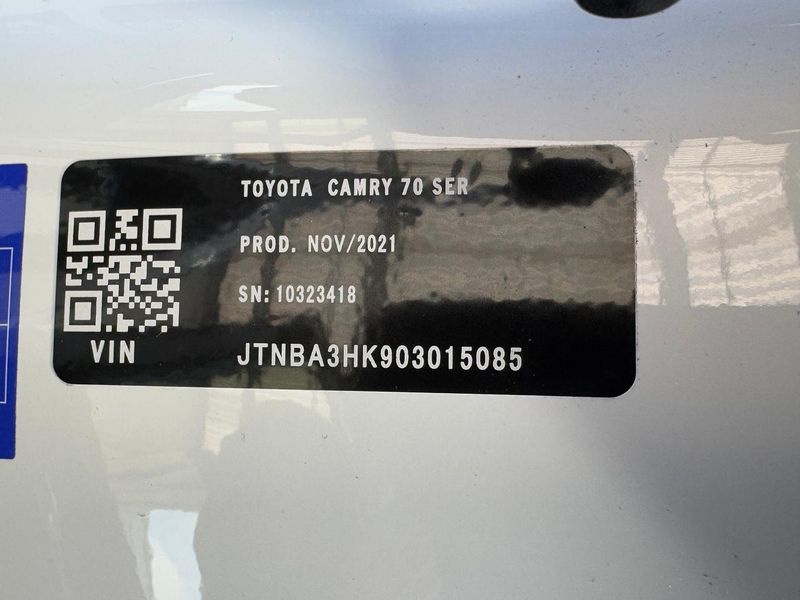 TOYOTA CAMRY 70 SER
PROD. NOV/2021
SN: 10323418
VIN
JTNBA3HK903015085